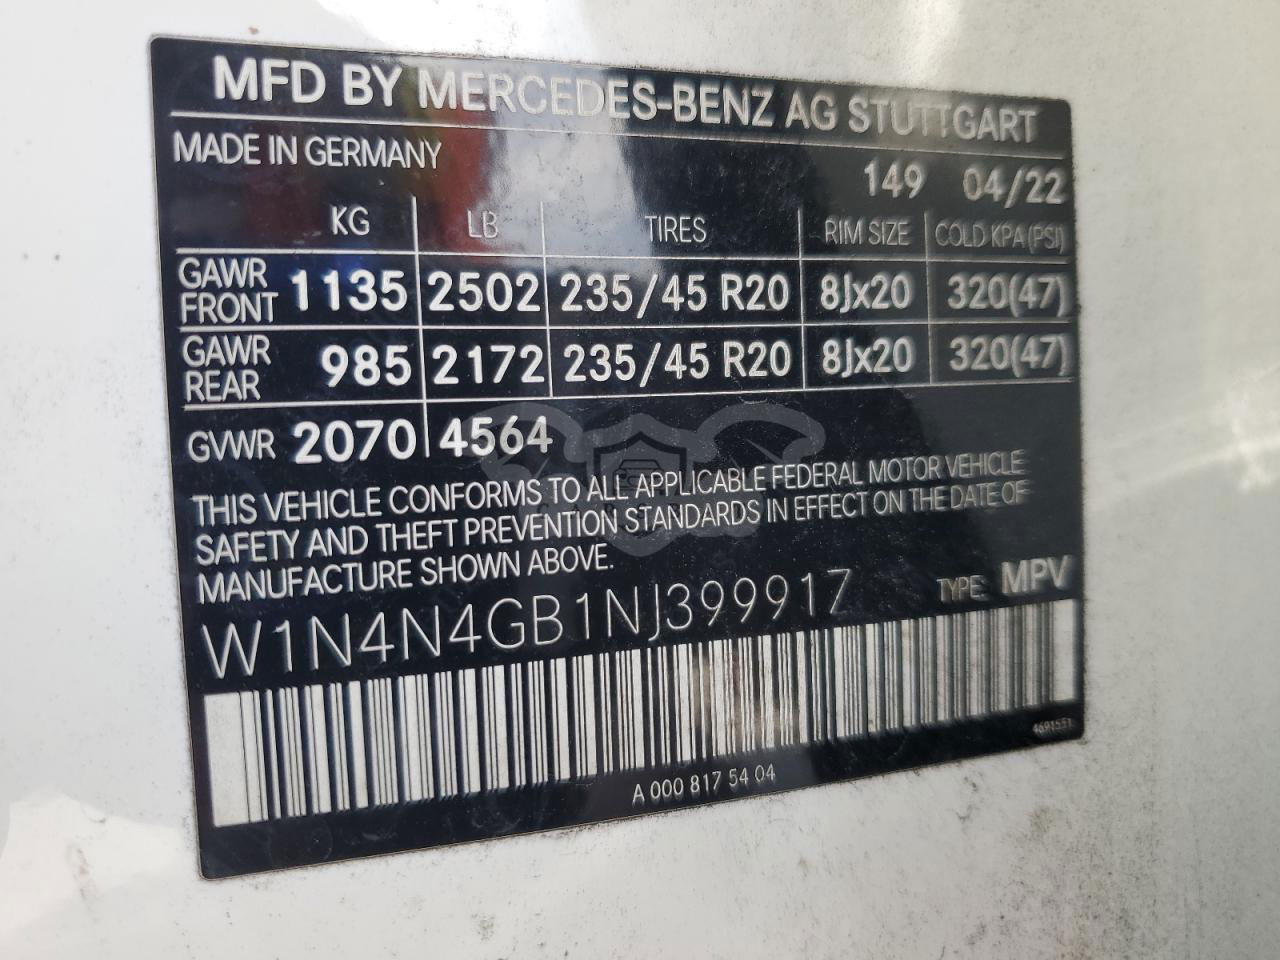 MFD BY MERCEDES-BENZ AG STUTTGART
MADE IN GERMANY
149 04/22
KG LB TIRES RIM SIZE COLD KPA (PSI)
GAWR FRONT 1135 2502 235/45 R20 8Jx20 320(47)
GAWR REAR 985 2172 235/45 R20 8Jx20 320(47)
GVWR 2070 4564
THIS VEHICLE CONFORMS TO ALL APPLICABLE FEDERAL MOTOR VEHICLE
SAFETY AND THEFT PREVENTION STANDARDS IN EFFECT ON THE DATE OF
MANUFACTURE SHOWN ABOVE.
W1N4N4GB1NJ399917 TYPE: MPV
4691551
A 000 817 54 04